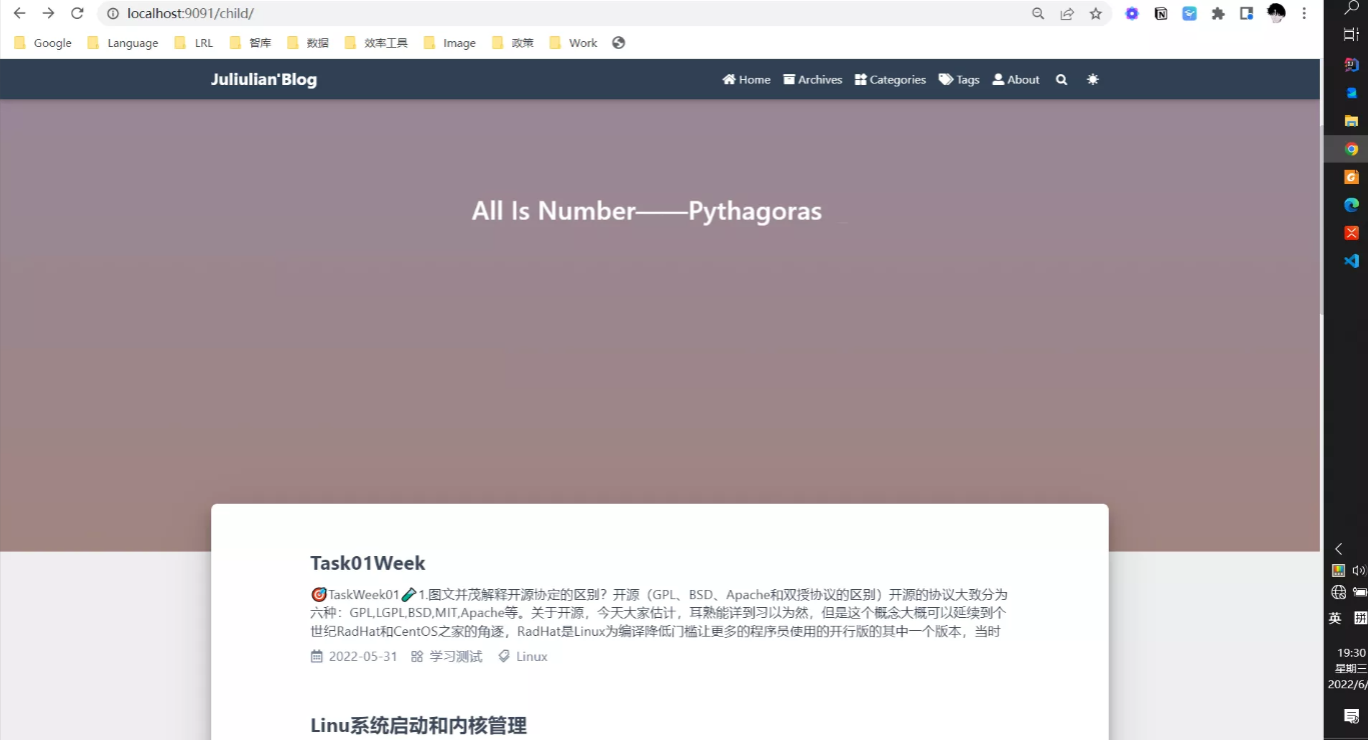 localhost:9091/child/
Google Language LRL 智库 数据 效率工具 Image 政策 Work
Juliulian'Blog Home Archives Categories Tags About
All Is Number——Pythagoras
Task01Week
🎯TaskWeek01🧪1.图文并茂解释开源协定的区别？开源（GPL、BSD、Apache和双授协议的区别）开源的协议大致分为
六种：GPL,LGPL,BSD,MIT,Apache等。关于开源，今天大家估计，耳熟能详到习以为然，但是这个概念大概可以延续到个
世纪RadHat和CentOS之家的角逐，RadHat是Linux为编译降低门槛让更多的程序员使用的开行版的其中一个版本，当时
2022-05-31 学习测试 Linux
Linu系统启动和内核管理
英 拼
19:30
星期三
2022/6/